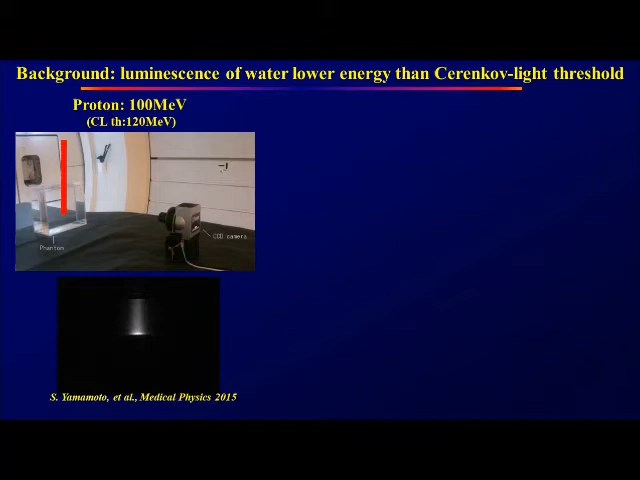 Background: luminescence of water lower energy than Cerenkov-light threshold
Proton: 100MeV
(CL th:120MeV)
CCD camera
Phantom
S. Yamamoto, et al., Medical Physics 2015